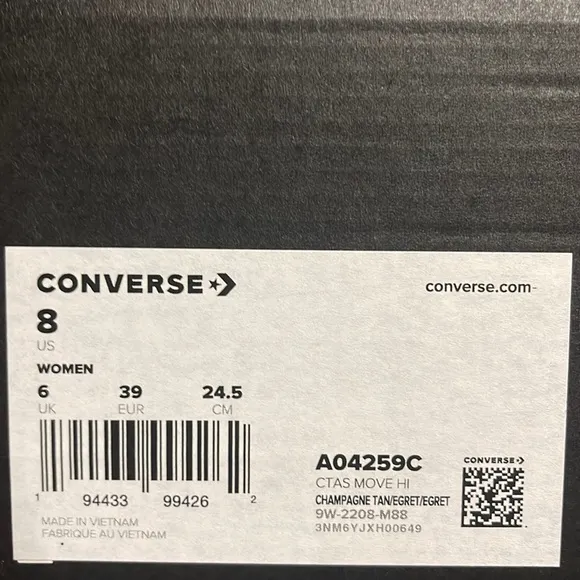 CONVERSE
converse.com
8
US
WOMEN
6 39 24.5
UK EUR CM
1 94433 99426 2
MADE IN VIETNAM
FABRIQUE AU VIETNAM
A04259C
CTAS MOVE HI
CHAMPAGNE TAN/EGRET/EGRET
9W-2208-M88
3NM6YJXH00649
CONVERSE